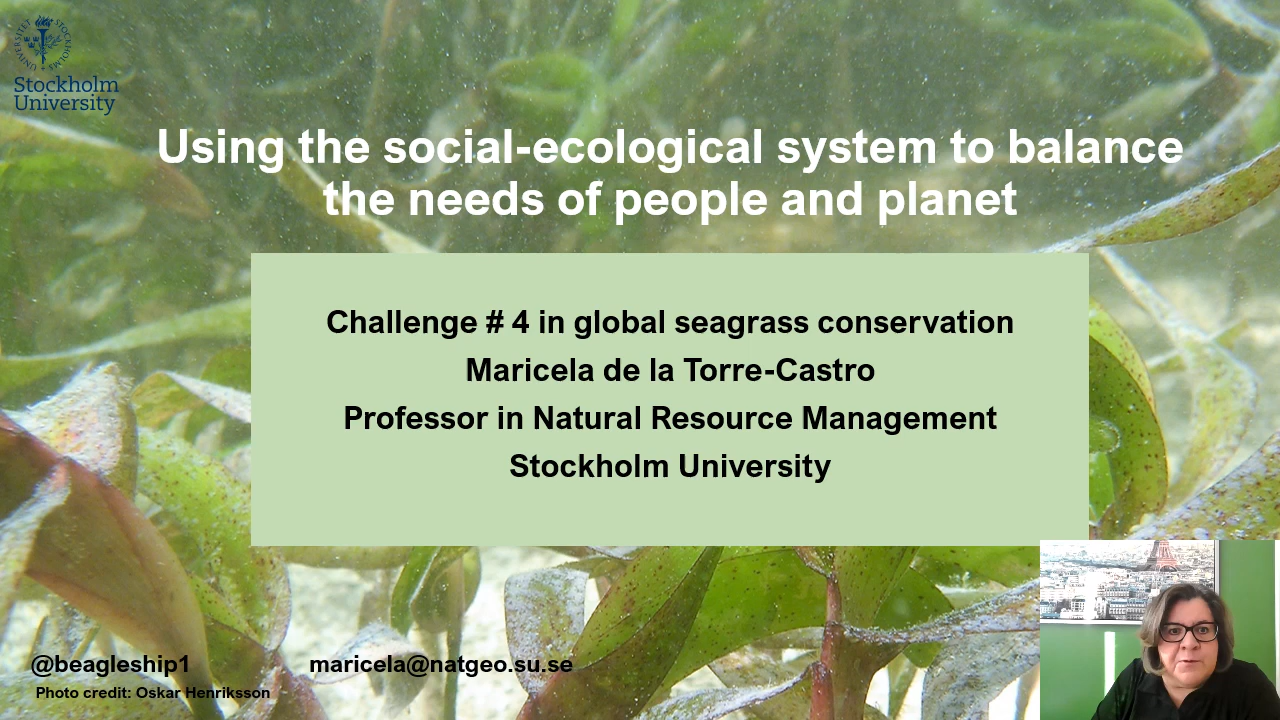 STOCKHOLMS UNIVERSITET
Stockholm
University
Using the social-ecological system to balance
the needs of people and planet
Challenge # 4 in global seagrass conservation
Maricela de la Torre-Castro
Professor in Natural Resource Management
Stockholm University
@beagleship1 maricela@natgeo.su.se
Photo credit: Oskar Henriksson